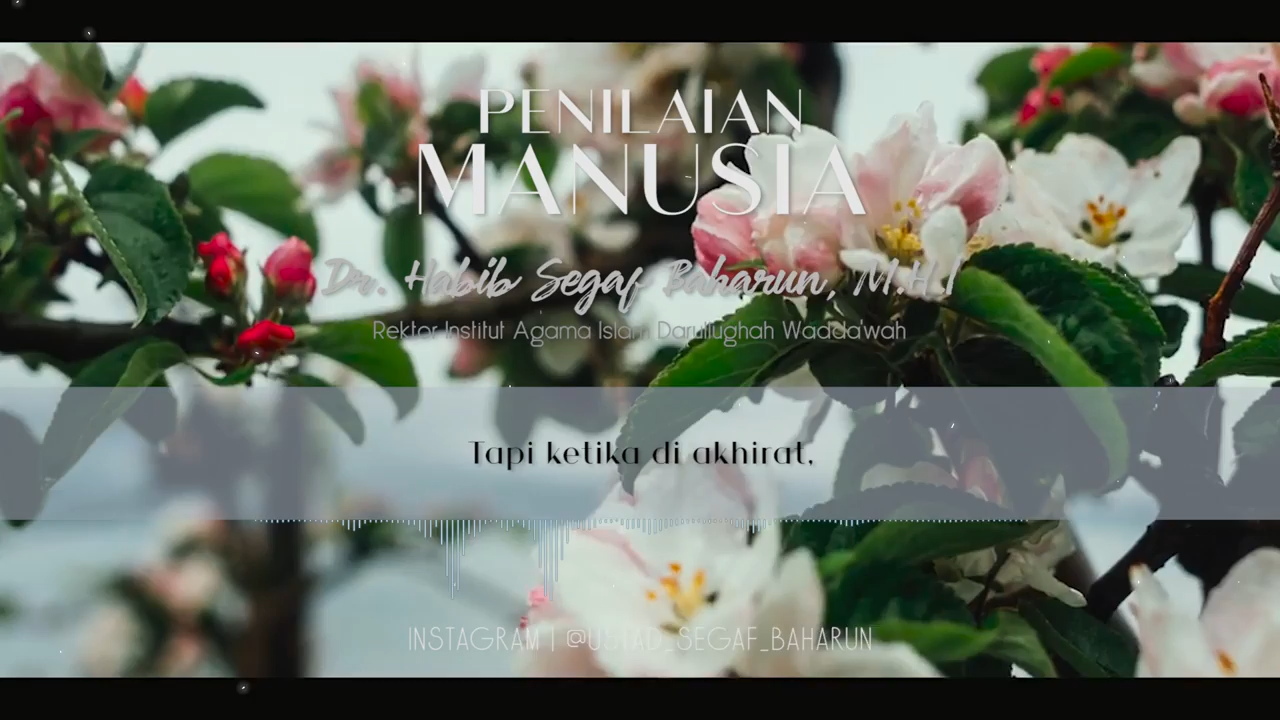 PENILAIAN
MANUSIA
Dr. Habib Segaf Baharun, M.H.I
Rektor Institut Agama Islam Darullughah Wadda'wah
Tapi ketika di akhirat,
INSTAGRAM | @USTAD_SEGAF_BAHARUN